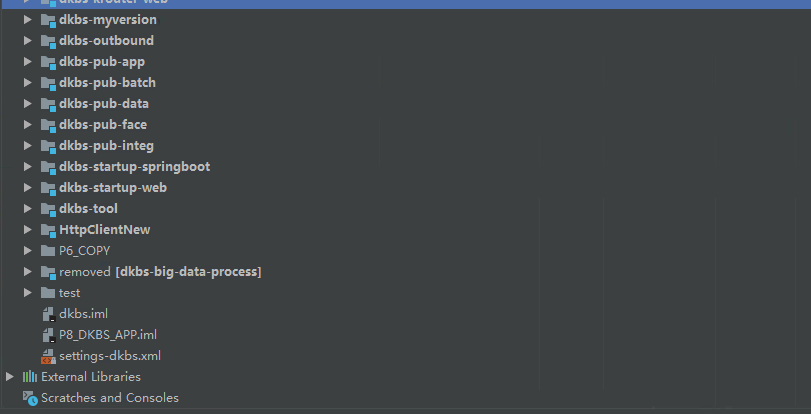 dkbs-krouter-web
dkbs-myversion
dkbs-outbound
dkbs-pub-app
dkbs-pub-batch
dkbs-pub-data
dkbs-pub-face
dkbs-pub-integ
dkbs-startup-springboot
dkbs-startup-web
dkbs-tool
HttpClientNew
P6_COPY
removed [dkbs-big-data-process]
test
dkbs.iml
P8_DKBS_APP.iml
settings-dkbs.xml
External Libraries
Scratches and Consoles